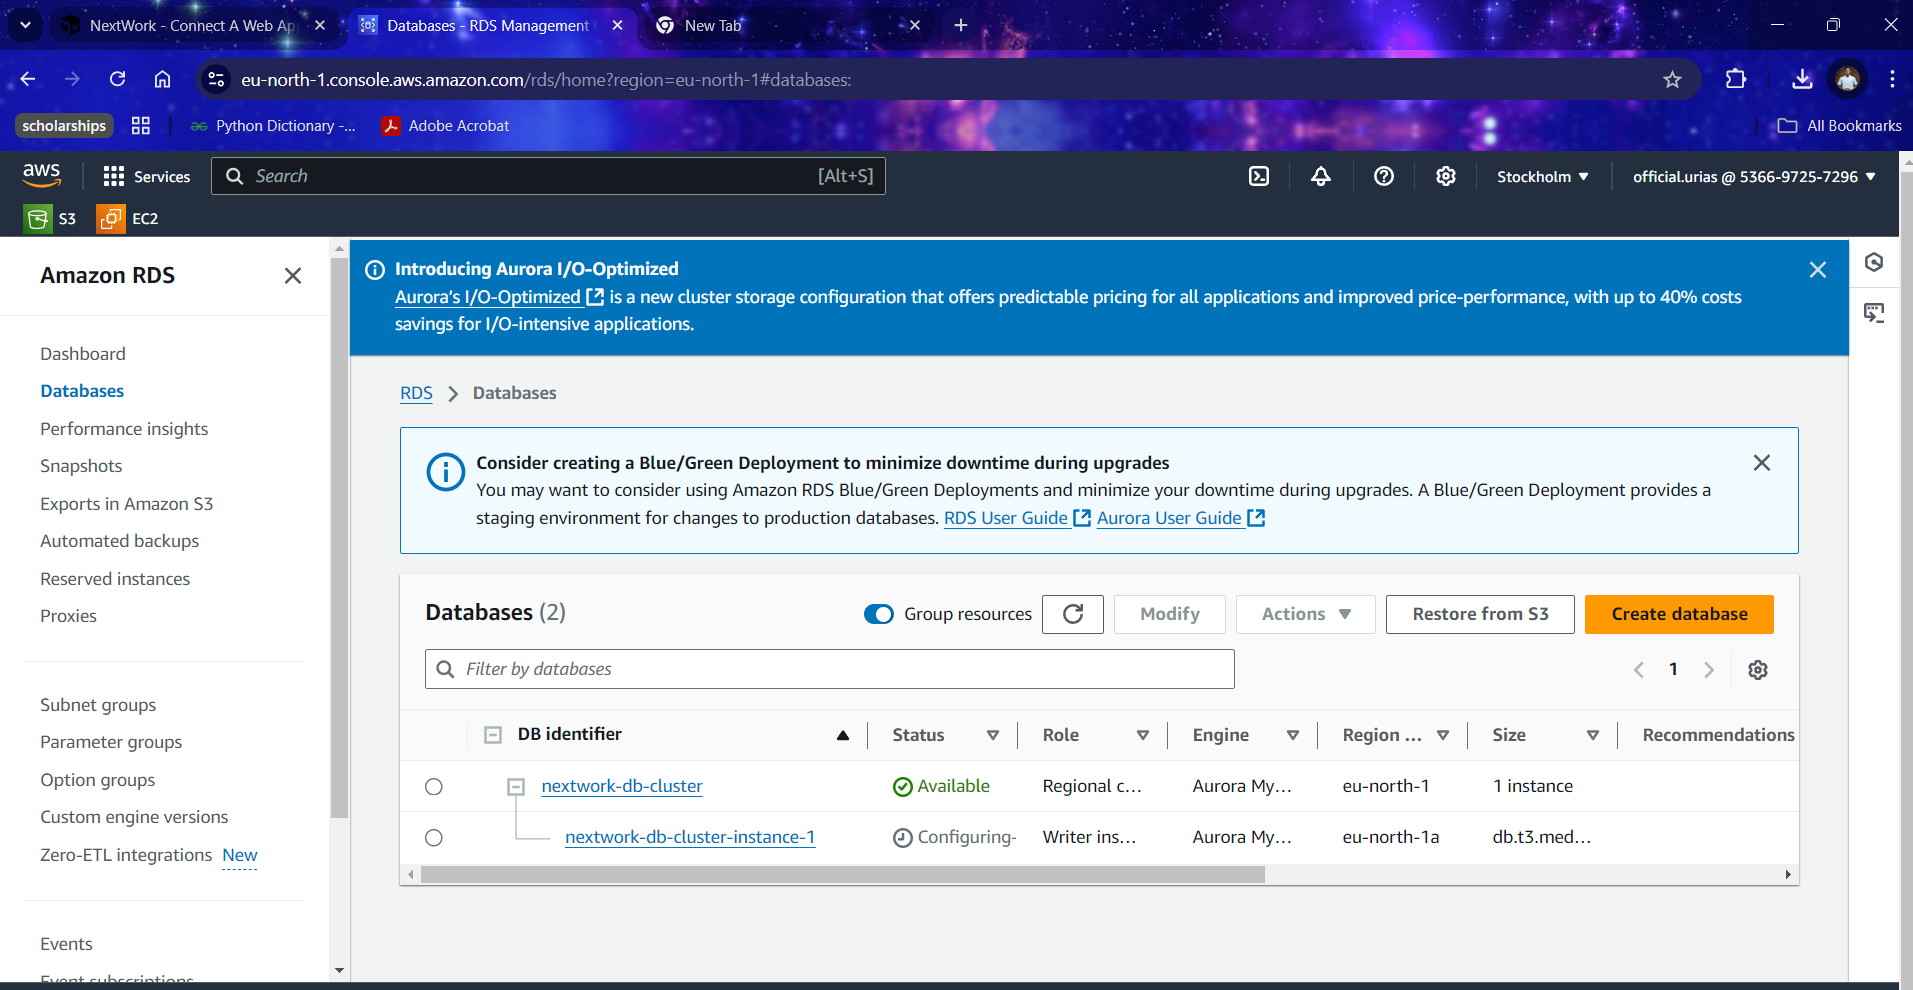 NextWork - Connect A Web Ap
Databases - RDS Management
New Tab
eu-north-1.console.aws.amazon.com/rds/home?region=eu-north-1#databases:
scholarships
Python Dictionary -...
Adobe Acrobat
All Bookmarks
aws
Services
Search
[Alt+S]
Stockholm
official.urias @ 5366-9725-7296
S3
EC2
Amazon RDS
Dashboard
Databases
Performance insights
Snapshots
Exports in Amazon S3
Automated backups
Reserved instances
Proxies
Subnet groups
Parameter groups
Option groups
Custom engine versions
Zero-ETL integrations New
Events
Event subscriptions
Introducing Aurora I/O-Optimized
Aurora's I/O-Optimized is a new cluster storage configuration that offers predictable pricing for all applications and improved price-performance, with up to 40% costs
savings for I/O-intensive applications.
RDS
Databases
Consider creating a Blue/Green Deployment to minimize downtime during upgrades
You may want to consider using Amazon RDS Blue/Green Deployments and minimize your downtime during upgrades. A Blue/Green Deployment provides a
staging environment for changes to production databases. RDS User Guide Aurora User Guide
Databases (2)
Group resources
Modify
Actions
Restore from S3
Create database
Filter by databases
1
DB identifier
Status
Role
Engine
Region ...
Size
Recommendations
nextwork-db-cluster
Available
Regional c...
Aurora My...
eu-north-1
1 instance
nextwork-db-cluster-instance-1
Configuring-
Writer ins...
Aurora My...
eu-north-1a
db.t3.med...